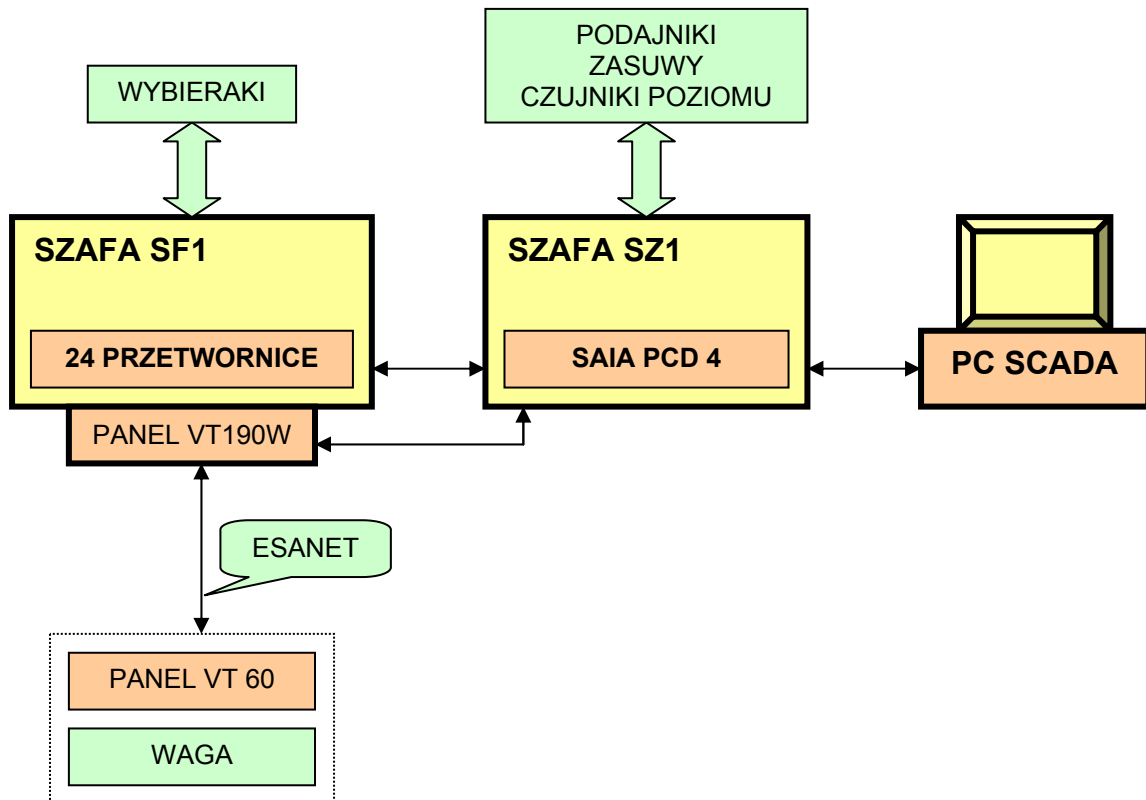 PODAJNIKI
ZASUWY
CZUJNIKI POZIOMU
WYBIERAKI
SZAFA SF1
SZAFA SZ1
24 PRZETWORNICE
SAIA PCD 4
PC SCADA
PANEL VT190W
ESANET
PANEL VT 60
WAGA